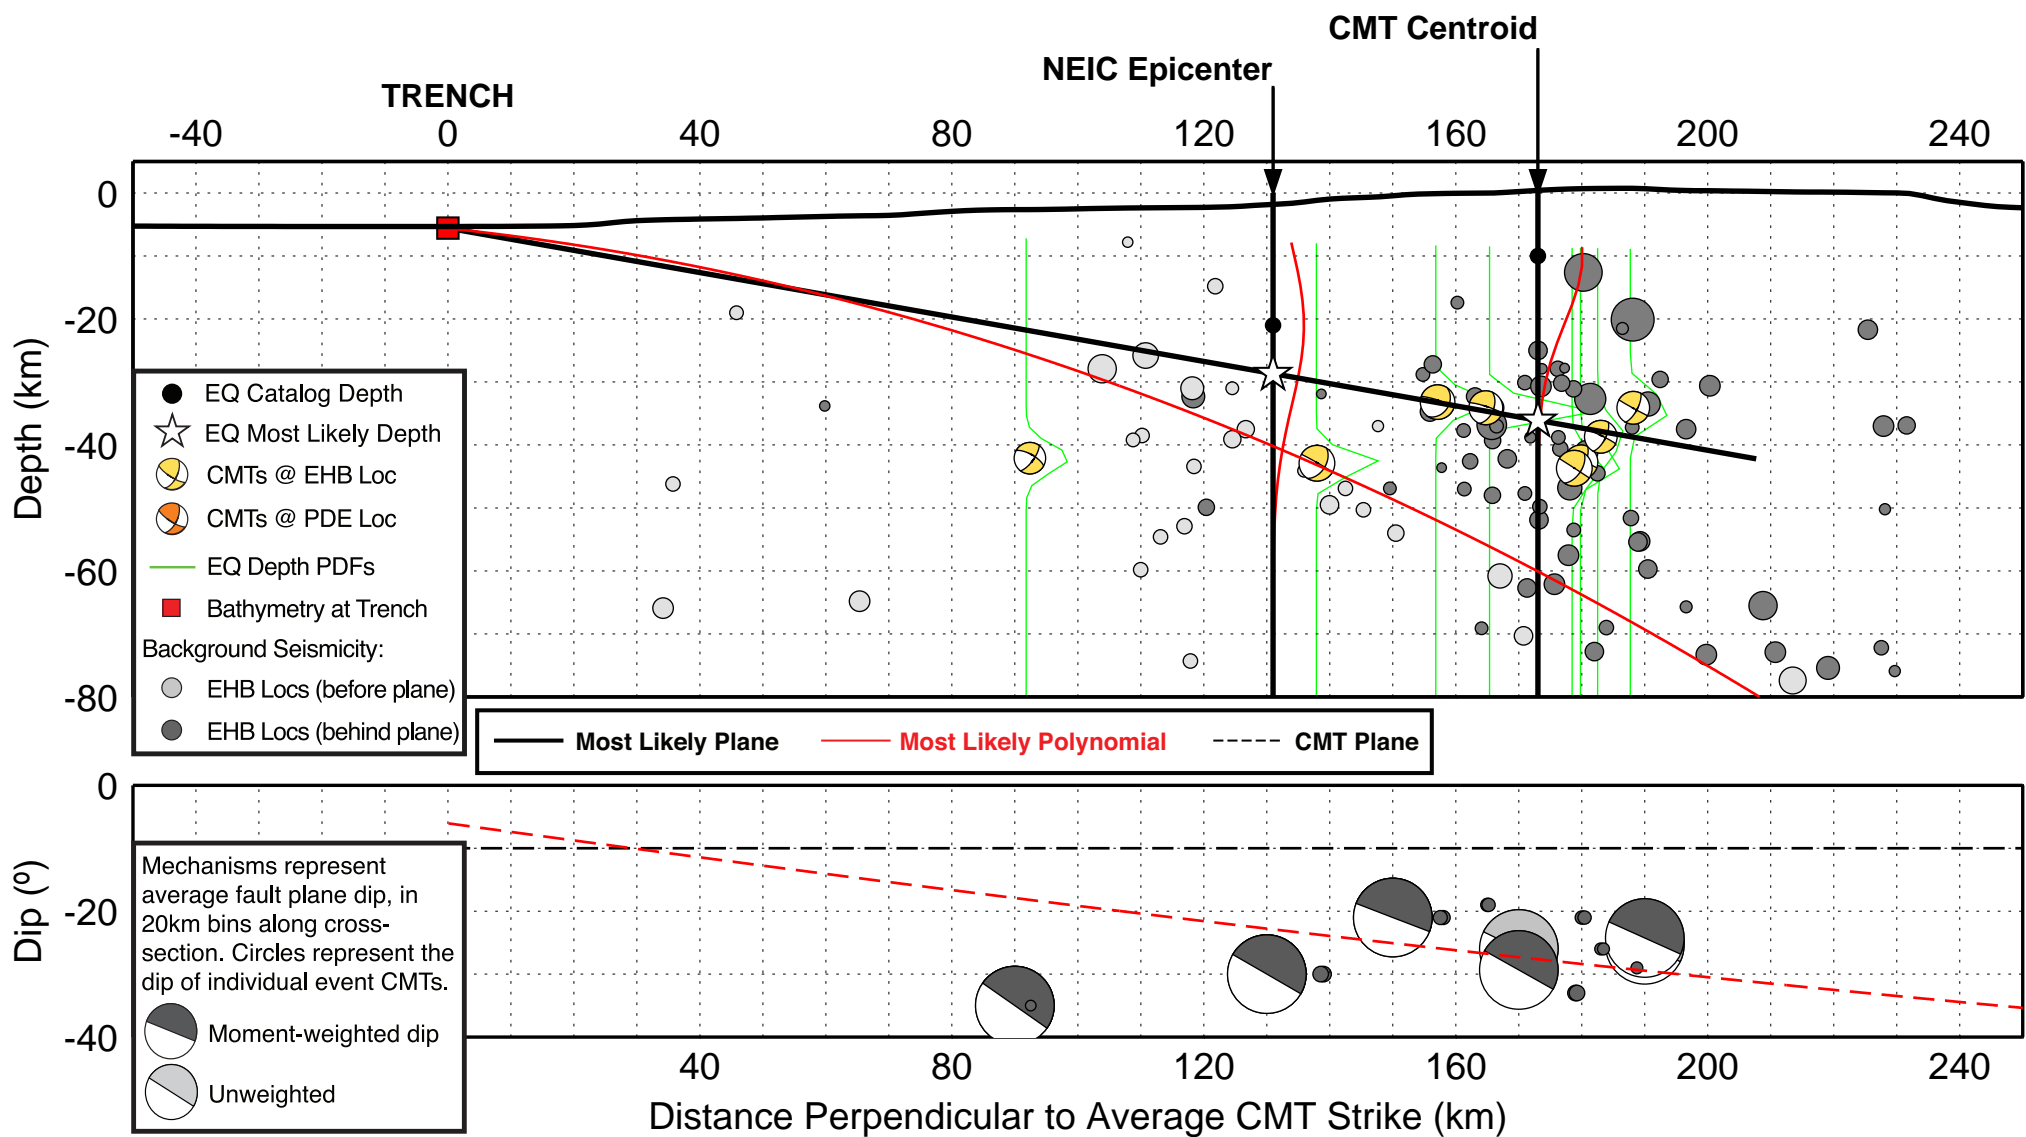 CMT Centroid
NEIC Epicenter
TRENCH
-40 0 40 80 120 160 200 240
0
-20
-40
-60
-80
Depth (km)
EQ Catalog Depth
EQ Most Likely Depth
CMTs @ EHB Loc
CMTs @ PDE Loc
EQ Depth PDFs
Bathymetry at Trench
Background Seismicity:
EHB Locs (before plane)
EHB Locs (behind plane)
Most Likely Plane Most Likely Polynomial CMT Plane
0
-20
-40
Dip (º)
Mechanisms represent
average fault plane dip, in
20km bins along cross-
section. Circles represent the
dip of individual event CMTs.
Moment-weighted dip
Unweighted
40 80 120 160 200 240
Distance Perpendicular to Average CMT Strike (km)